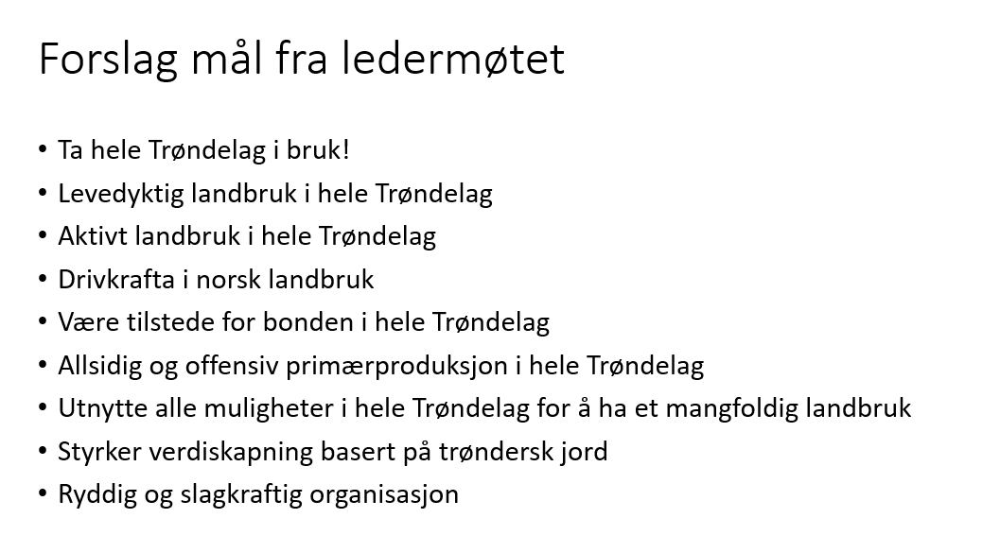 Forslag mål fra ledermøtet
• Ta hele Trøndelag i bruk!
• Levedyktig landbruk i hele Trøndelag
• Aktivt landbruk i hele Trøndelag
• Drivkrafta i norsk landbruk
• Være tilstede for bonden i hele Trøndelag
• Allsidig og offensiv primærproduksjon i hele Trøndelag
• Utnytte alle muligheter i hele Trøndelag for å ha et mangfoldig landbruk
• Styrker verdiskapning basert på trøndersk jord
• Ryddig og slagkraftig organisasjon